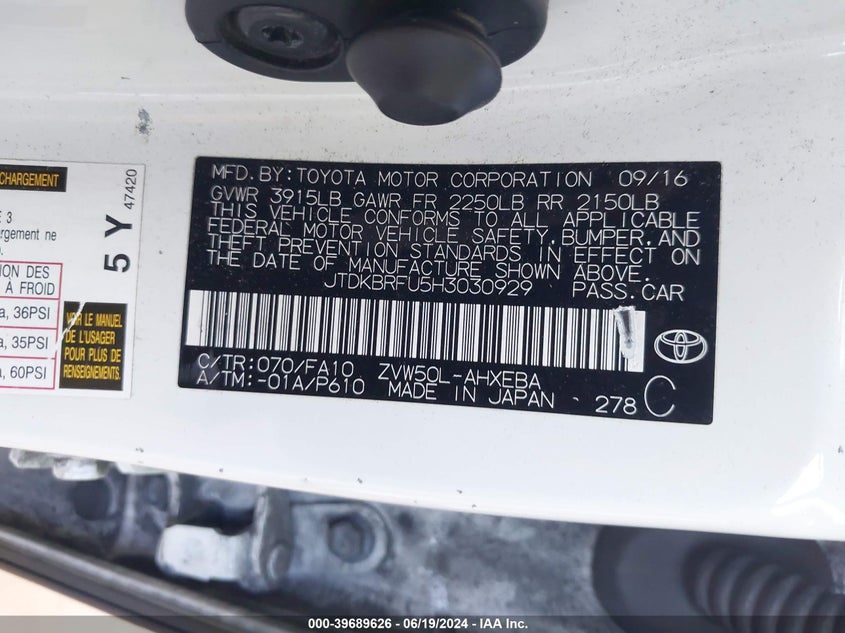 CHARGEMENT
E 3
hargement ne
TION DES
À FROID
a, 36PSI
a, 35PSI
a, 60PSI
VOIR LE MANUEL
DE L'USAGER
POUR PLUS DE
RENSEIGNEMENTS
5 Y
47420
MFD.BY:TOYOTA MOTOR CORPORATION 09/16
GVWR 3915LB GAWR FR 2250LB RR 2150LB
THIS VEHICLE CONFORMS TO ALL APPLICABLE
FEDERAL MOTOR VEHICLE SAFETY,BUMPER,AND
THEFT PREVENTION STANDARDS IN EFFECT ON
THE DATE OF MANUFACTURE SHOWN ABOVE.
JTDKBRFU5H3030929 PASS.CAR
C/TR:070/FA10 ZVW50L-AHXEBA
A/TM:-01A/P610 MADE IN JAPAN 278 C
000-39689626 - 06/19/2024 - IAA Inc.